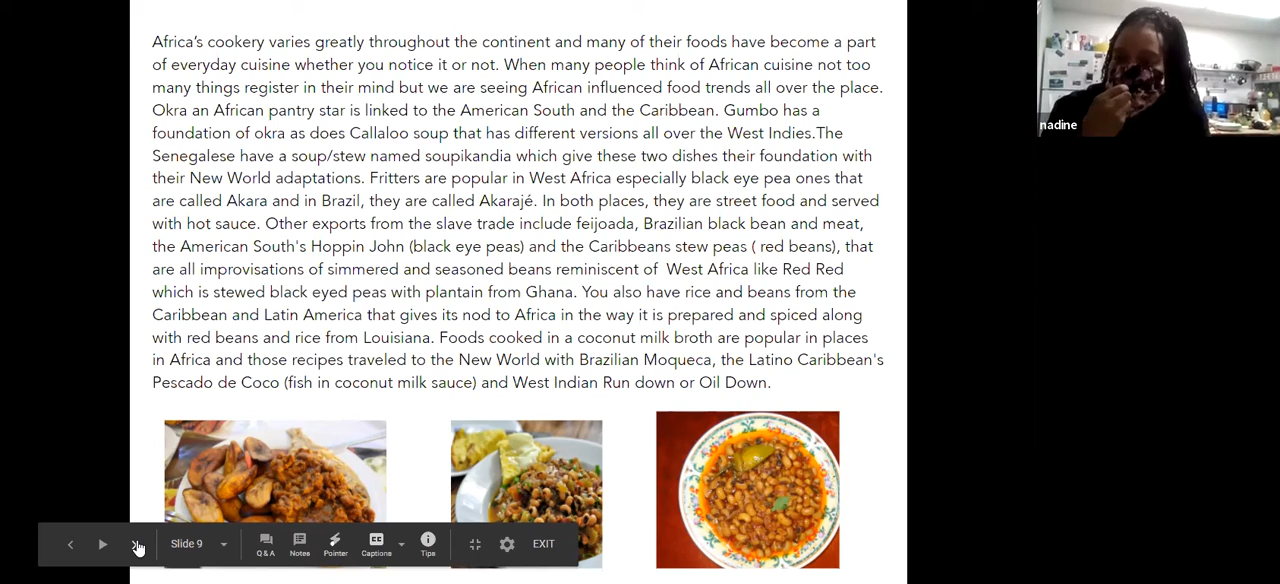 Africa's cookery varies greatly throughout the continent and many of their foods have become a part
of everyday cuisine whether you notice it or not. When many people think of African cuisine not too
many things register in their mind but we are seeing African influenced food trends all over the place.
Okra an African pantry star is linked to the American South and the Caribbean. Gumbo has a
foundation of okra as does Callaloo soup that has different versions all over the West Indies.The
Senegalese have a soup/stew named soupikandia which give these two dishes their foundation with
their New World adaptations. Fritters are popular in West Africa especially black eye pea ones that
are called Akara and in Brazil, they are called Akarajé. In both places, they are street food and served
with hot sauce. Other exports from the slave trade include feijoada, Brazilian black bean and meat,
the American South's Hoppin John (black eye peas) and the Caribbeans stew peas ( red beans), that
are all improvisations of simmered and seasoned beans reminiscent of  West Africa like Red Red
which is stewed black eyed peas with plantain from Ghana. You also have rice and beans from the
Caribbean and Latin America that gives its nod to Africa in the way it is prepared and spiced along
with red beans and rice from Louisiana. Foods cooked in a coconut milk broth are popular in places
in Africa and those recipes traveled to the New World with Brazilian Moqueca, the Latino Caribbean's
Pescado de Coco (fish in coconut milk sauce) and West Indian Run down or Oil Down.
nadine
Slide 9
Q & A
Notes
Pointer
Captions
Tips
EXIT